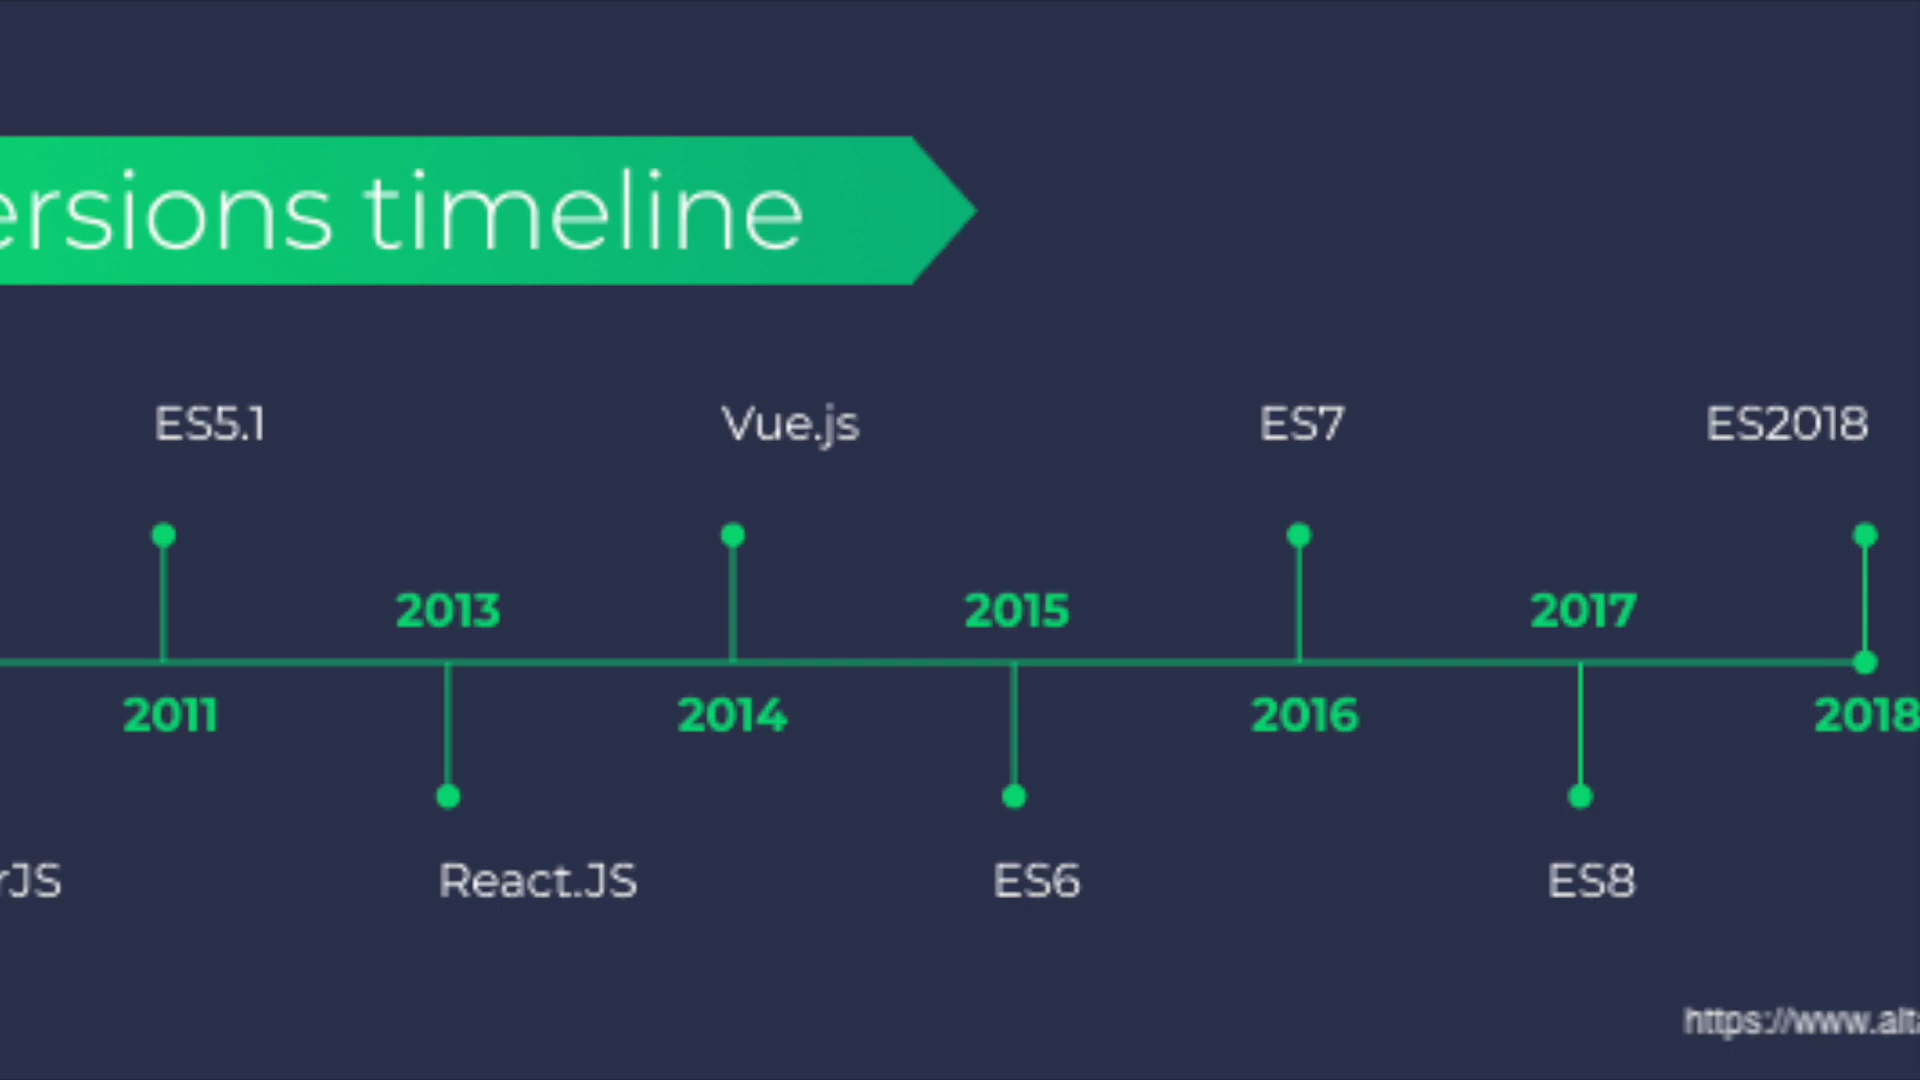 ersions timeline
ES5.1 Vue.js ES7 ES2018
2013 2015 2017
2011 2014 2016 2018
rJS React.JS ES6 ES8
https://www.alt